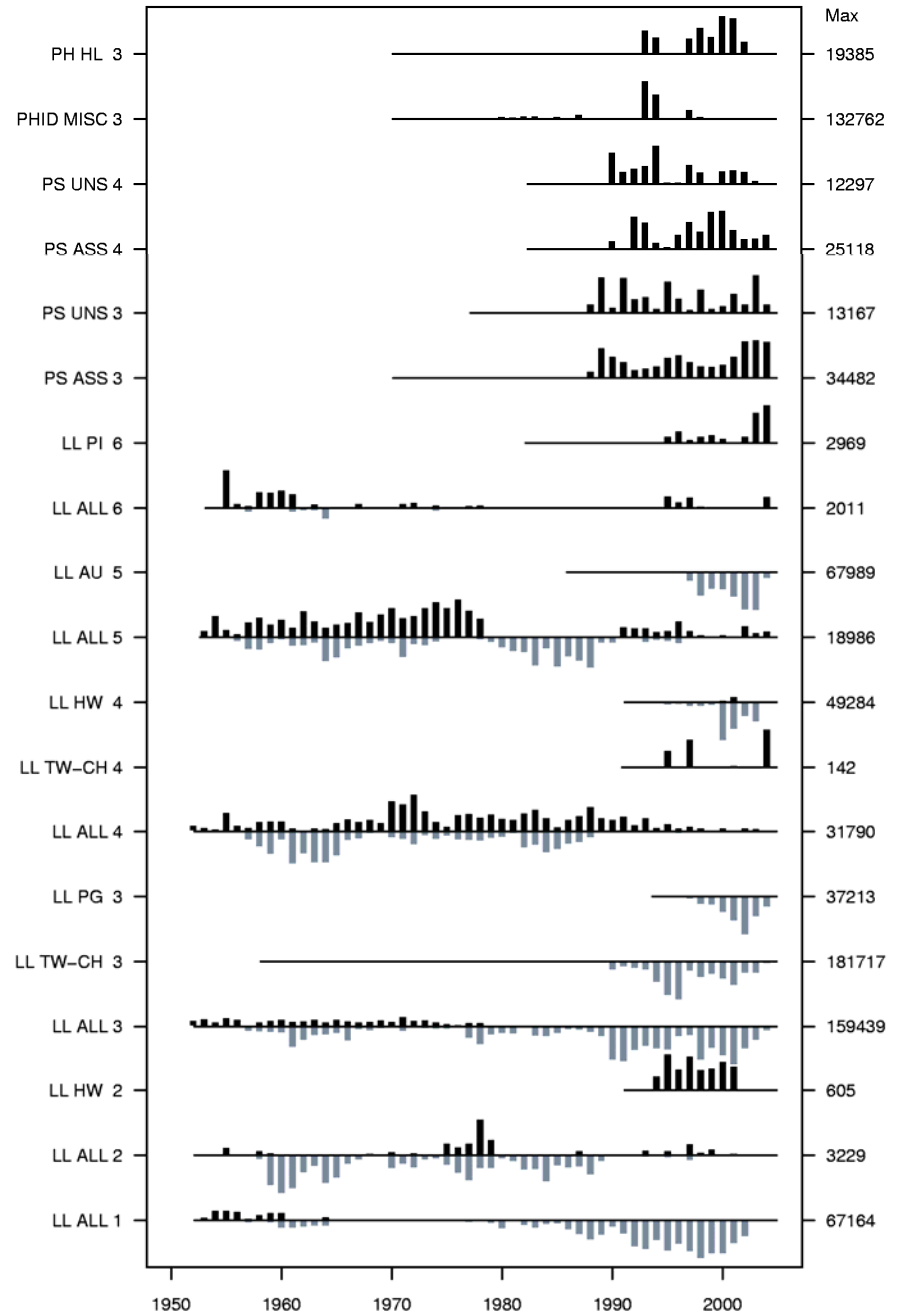 Max
PH HL 3 19385
PHID MISC 3 132762
PS UNS 4 12297
PS ASS 4 25118
PS UNS 3 13167
PS ASS 3 34482
LL PI 6 2969
LL ALL 6 2011
LL AU 5 67989
LL ALL 5 18986
LL HW 4 49284
LL TW–CH 4 142
LL ALL 4 31790
LL PG 3 37213
LL TW–CH 3 181717
LL ALL 3 159439
LL HW 2 605
LL ALL 2 3229
LL ALL 1 67164
1950 1960 1970 1980 1990 2000